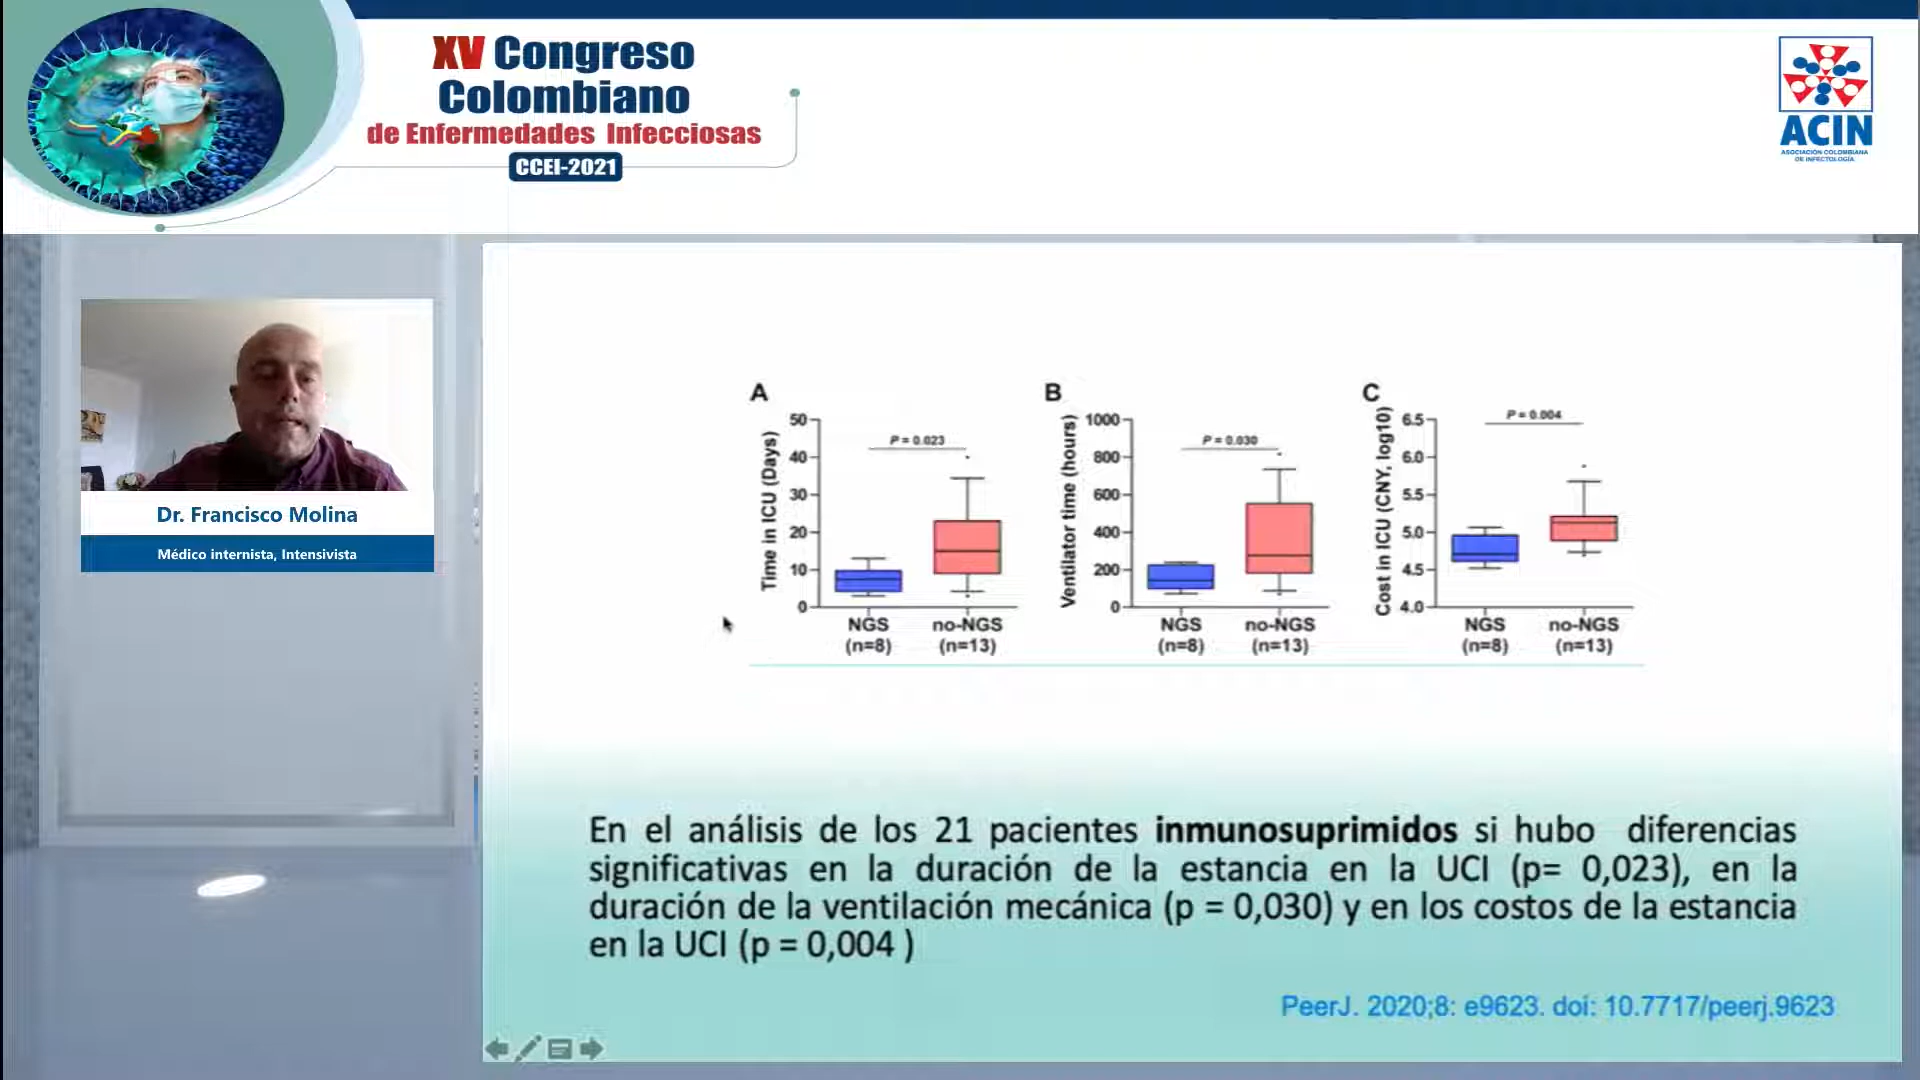 XV Congreso
Colombiano
de Enfermedades Infecciosas
CCEI-2021
ACIN
ASOCIACIÓN COLOMBIANA
DE INFECTOLOGÍA
Dr. Francisco Molina
Médico internista, Intensivista
A
Time in ICU (Days)
50
40
30
20
10
0
P = 0.023
NGS
(n=8)
no-NGS
(n=13)
B
Ventilator time (hours)
1000
800
600
400
200
0
P = 0.030
NGS
(n=8)
no-NGS
(n=13)
C
Cost in ICU (CNY, log10)
6.5
6.0
5.5
5.0
4.5
4.0
P = 0.004
NGS
(n=8)
no-NGS
(n=13)
En el análisis de los 21 pacientes inmunosuprimidos si hubo diferencias
significativas en la duración de la estancia en la UCI (p= 0,023), en la
duración de la ventilación mecánica (p = 0,030) y en los costos de la estancia
en la UCI (p = 0,004 )
PeerJ. 2020;8: e9623. doi: 10.7717/peerj.9623